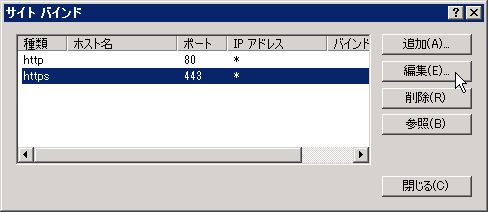 サイト バインド
種類 ホスト名 ポート IP アドレス バインド
http 80 *
https 443 *
追加(A)...
編集(E)...
削除(R)
参照(B)
閉じる(C)